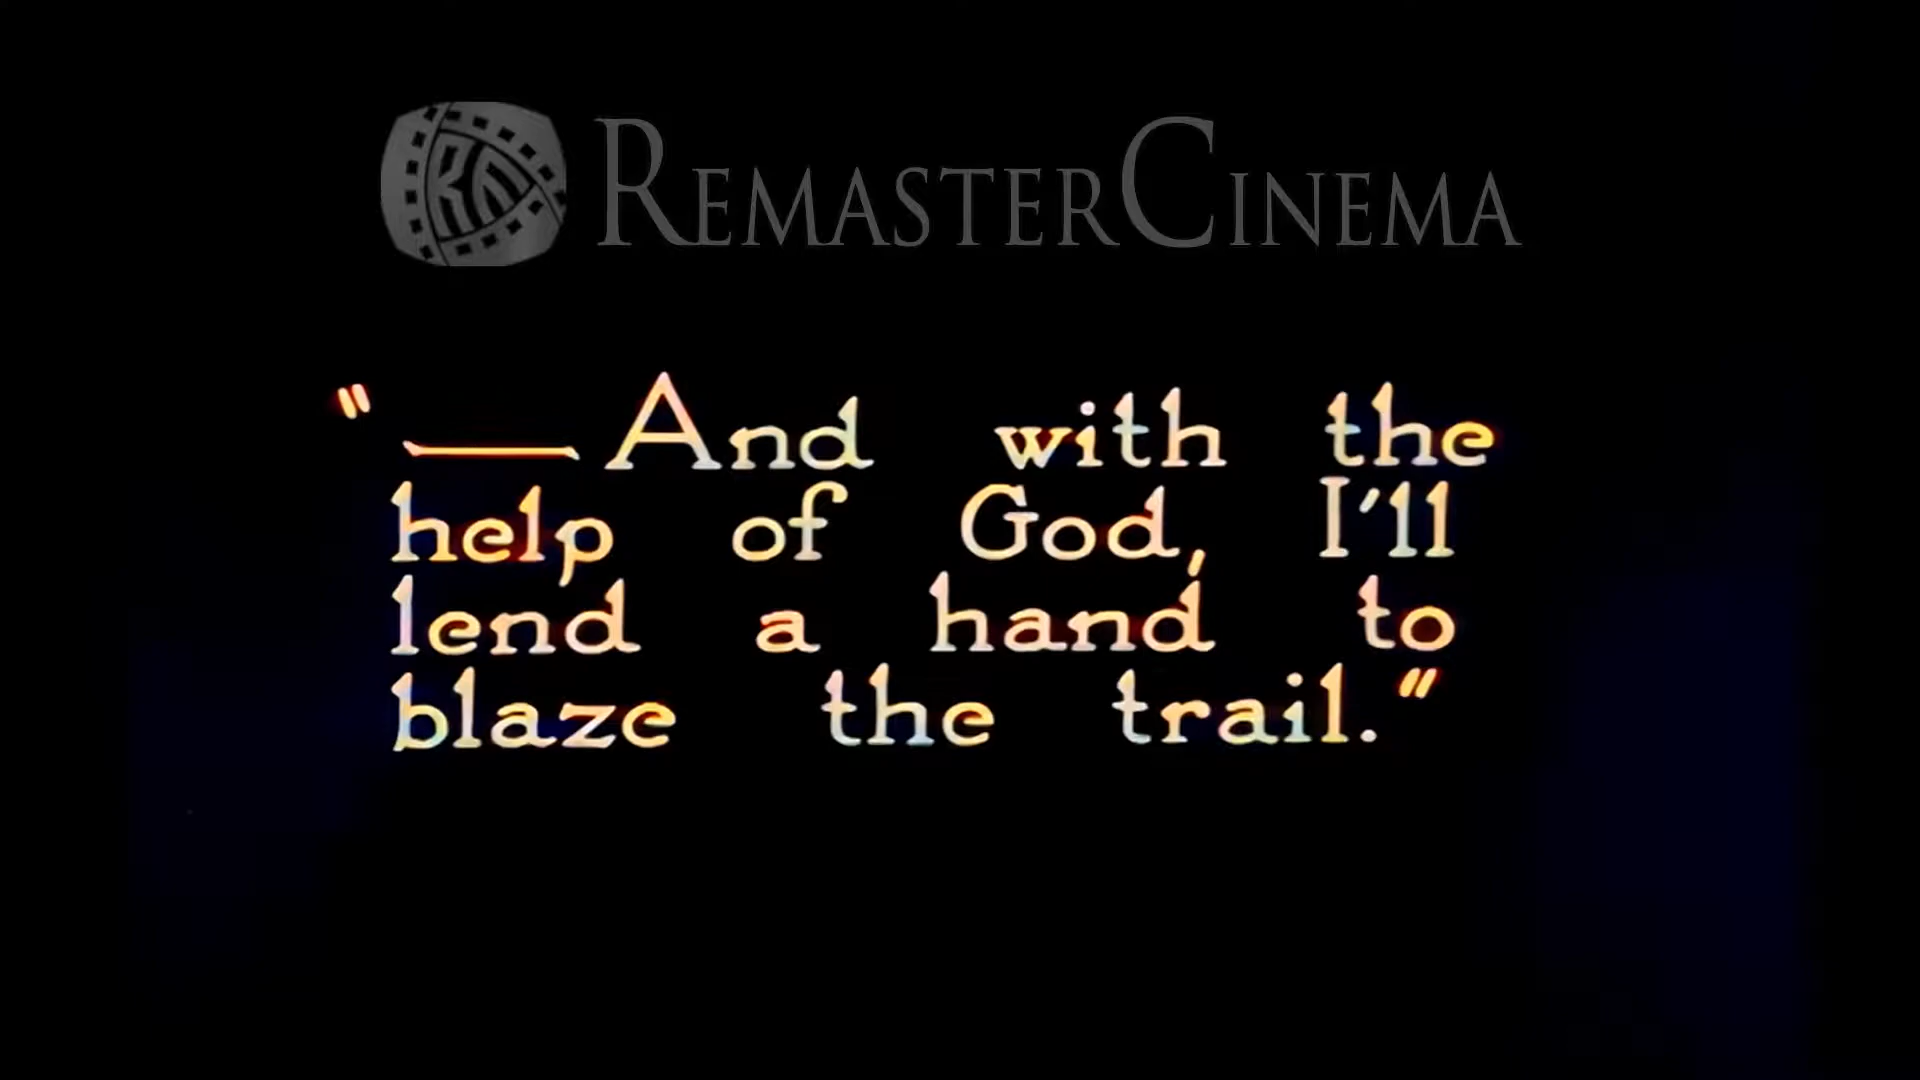 REMASTERCINEMA
"—And with the
help of God, I'll
lend a hand to
blaze the trail."